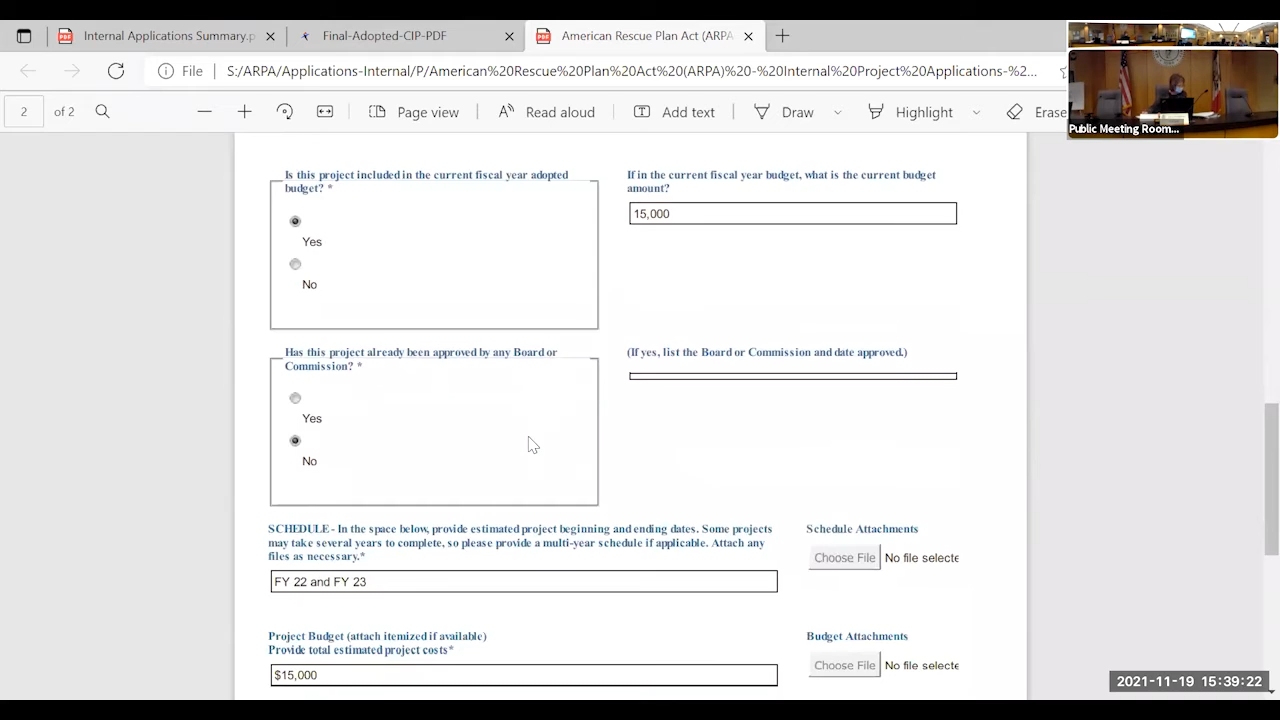 Internal Applications Summary.p
Final-Adopted-CIP-PDF
American Rescue Plan Act (ARPA
File
S:/ARPA/Applications-Internal/P/American%20Rescue%20Plan%20Act%20(ARPA)%20-%20Internal%20Project%20Applications-%...
2 of 2
Page view
Read aloud
Add text
Draw
Highlight
Erase
Public Meeting Room...
Is this project included in the current fiscal year adopted
budget? *
Yes
No
If in the current fiscal year budget, what is the current budget
amount?
15,000
Has this project already been approved by any Board or
Commission? *
Yes
No
(If yes, list the Board or Commission and date approved.)
SCHEDULE - In the space below, provide estimated project beginning and ending dates. Some projects
may take several years to complete, so please provide a multi-year schedule if applicable. Attach any
files as necessary.*
FY 22 and FY 23
Schedule Attachments
Choose File No file selecte
Project Budget (attach itemized if available)
Provide total estimated project costs*
$15,000
Budget Attachments
Choose File No file selecte
2021-11-19 15:39:22